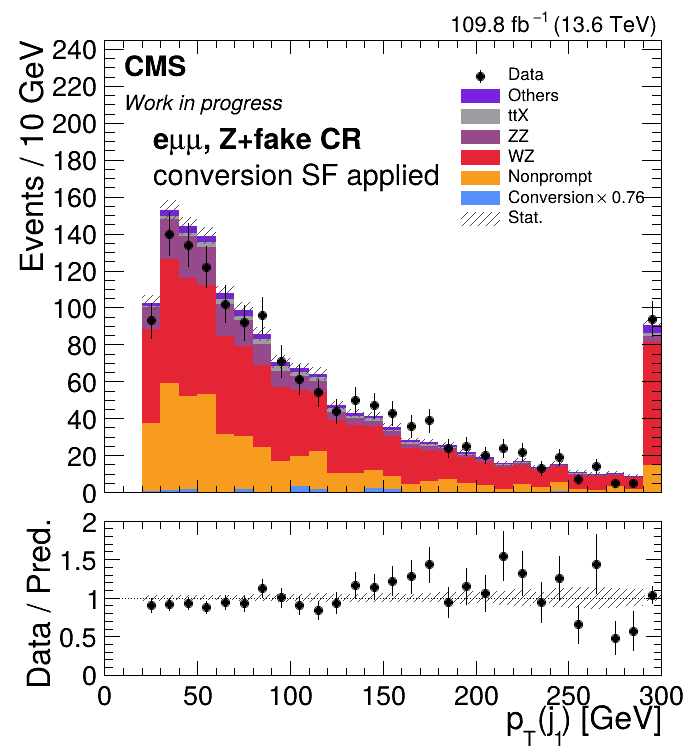 109.8 fb⁻¹ (13.6 TeV)
CMS
Work in progress
eμμ, Z+fake CR
conversion SF applied
Data
Others
ttX
ZZ
WZ
Nonprompt
Conversion × 0.76
Stat.
Events / 10 GeV
240
220
200
180
160
140
120
100
80
60
40
20
0
Data / Pred.
2
1.5
1
0.5
0
0 50 100 150 200 250 300
p_T(j_1) [GeV]